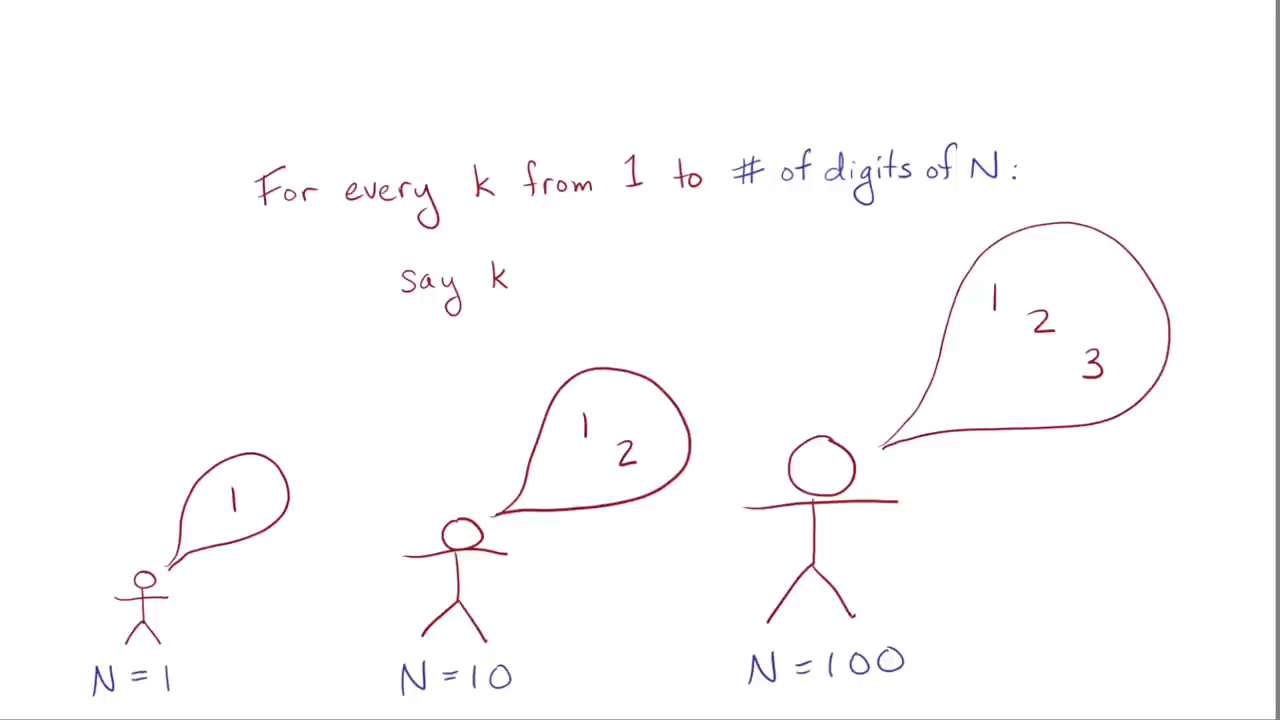 For every k from 1 to # of digits of N:
say k
1
2
3
1
2
1
N = 1
N = 10
N = 100